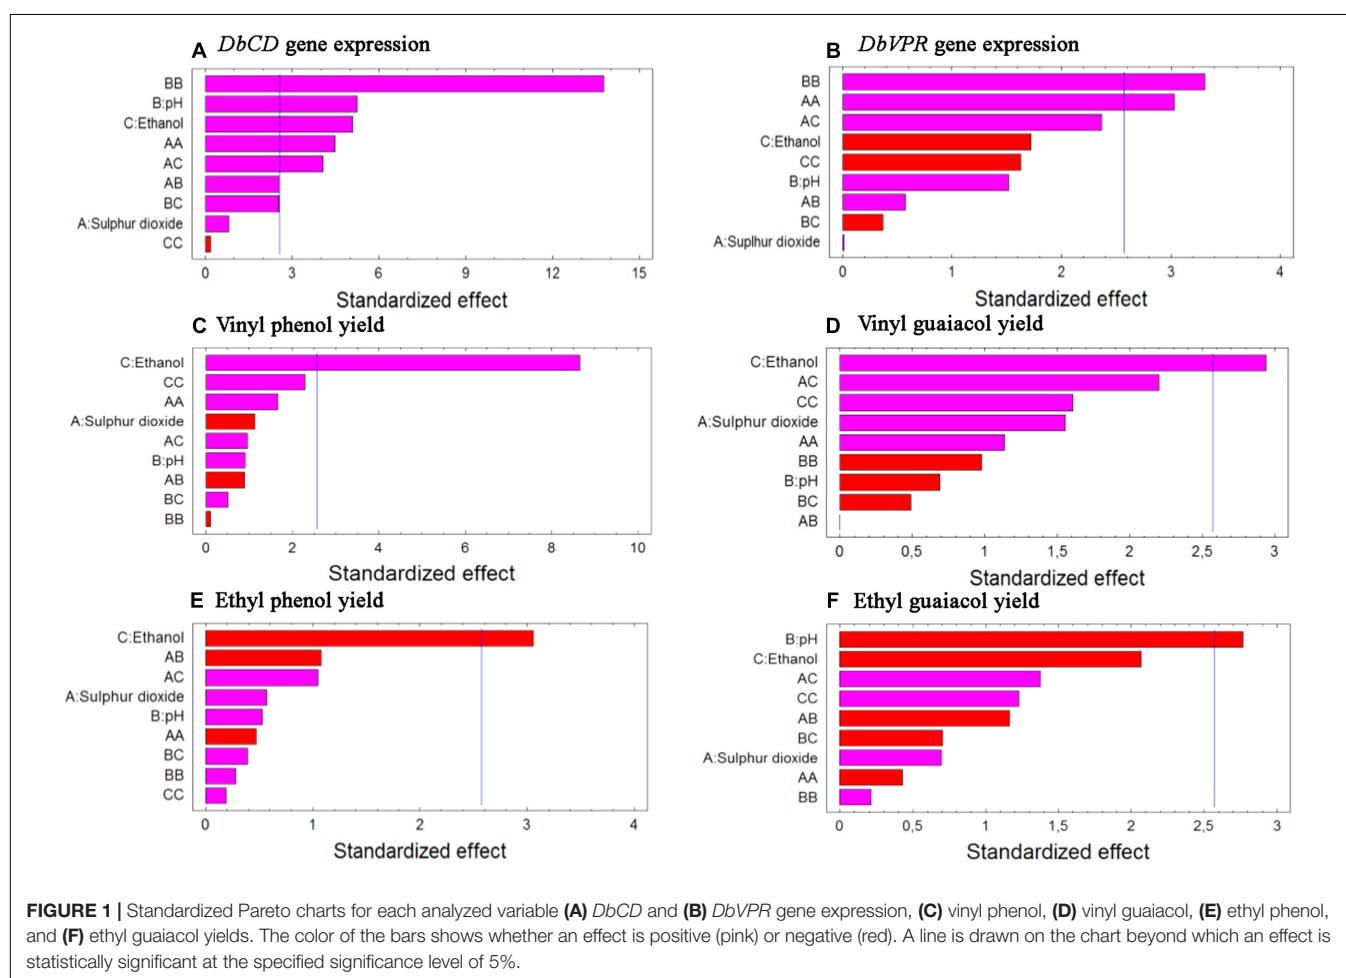 A DbCD gene expression
BB
B:pH
C:Ethanol
AA
AC
AB
BC
A:Sulphur dioxide
CC
0 3 6 9 12 15
Standardized effect
B DbVPR gene expression
BB
AA
AC
C:Ethanol
CC
B:pH
AB
BC
A:Suplhur dioxide
0 1 2 3 4
Standardized effect
C Vinyl phenol yield
C:Ethanol
CC
AA
A:Sulphur dioxide
AC
B:pH
AB
BC
BB
0 2 4 6 8 10
Standardized effect
D Vinyl guaiacol yield
C:Ethanol
AC
CC
A:Sulphur dioxide
AA
BB
B:pH
BC
AB
0 0,5 1 1,5 2 2,5 3
Standardized effect
E Ethyl phenol yield
C:Ethanol
AB
AC
A:Sulphur dioxide
B:pH
AA
BC
BB
CC
0 1 2 3 4
Standardized effect
F Ethyl guaiacol yield
B:pH
C:Ethanol
AC
CC
AB
BC
A:Sulphur dioxide
AA
BB
0 0,5 1 1,5 2 2,5 3
Standardized effect
FIGURE 1 | Standardized Pareto charts for each analyzed variable (A) DbCD and (B) DbVPR gene expression, (C) vinyl phenol, (D) vinyl guaiacol, (E) ethyl phenol,
and (F) ethyl guaiacol yields. The color of the bars shows whether an effect is positive (pink) or negative (red). A line is drawn on the chart beyond which an effect is
statistically significant at the specified significance level of 5%.